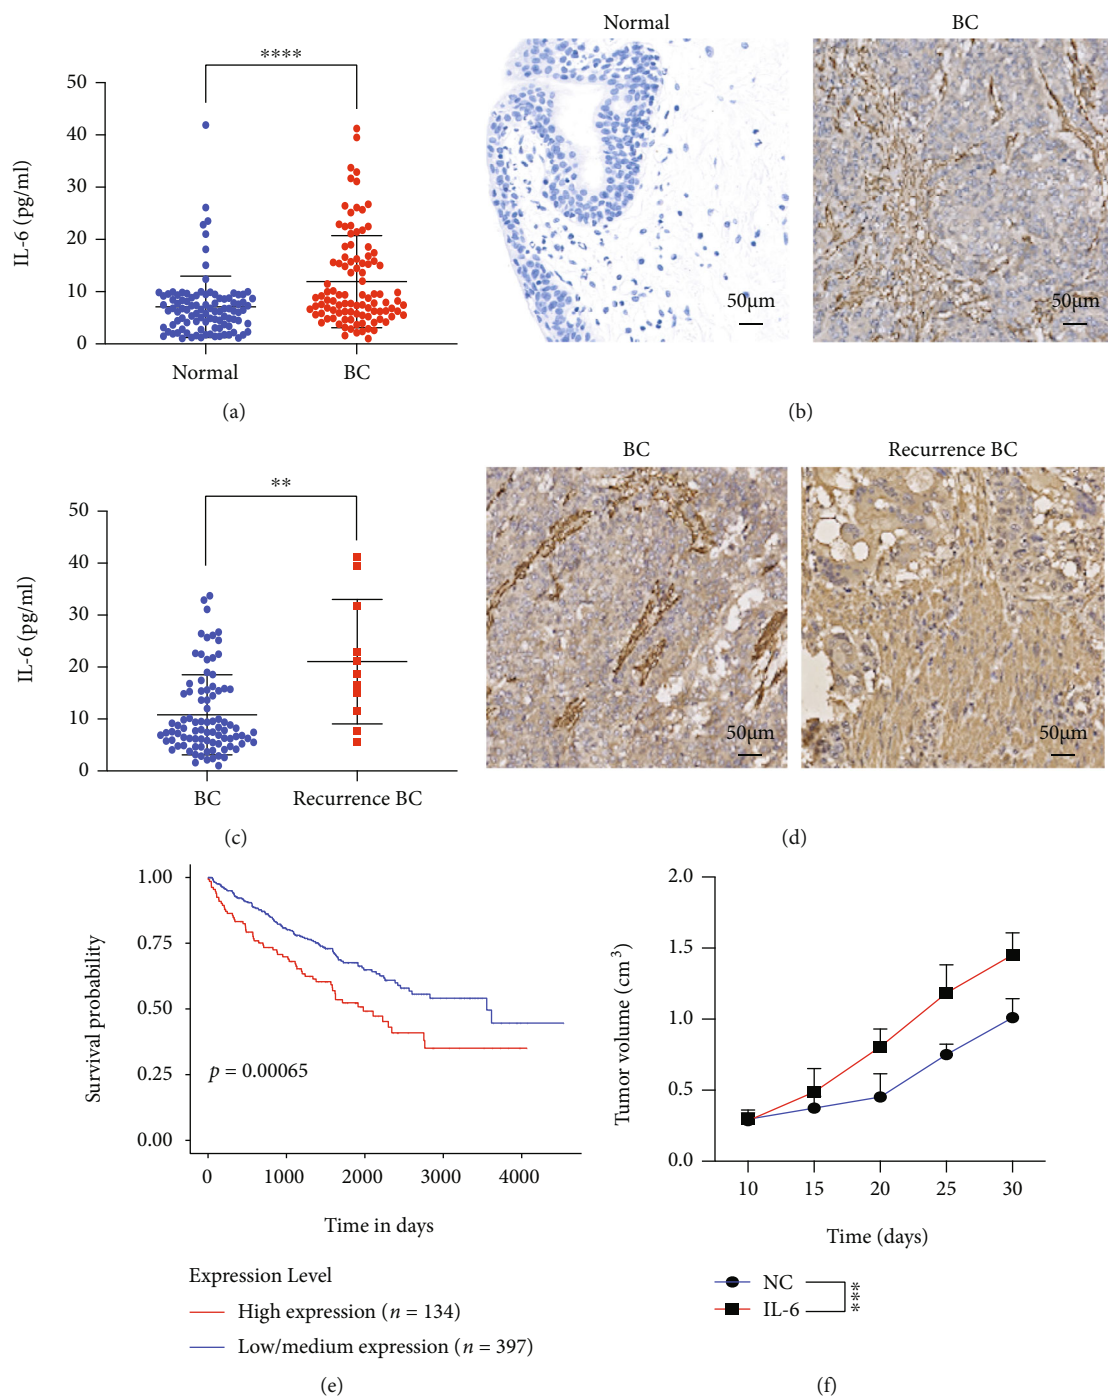 Normal
BC
****
50
40
30
20
10
0
IL-6 (pg/ml)
Normal
BC
50μm
50μm
(a)
(b)
BC
Recurrence BC
**
50
40
30
20
10
0
IL-6 (pg/ml)
BC
Recurrence BC
50μm
50μm
(c)
(d)
1.00
0.75
0.50
0.25
0.00
Survival probability
p = 0.00065
0 1000 2000 3000 4000
Time in days
Expression Level
High expression (n = 134)
Low/medium expression (n = 397)
(e)
2.0
1.5
1.0
0.5
0.0
Tumor volume (cm³)
10 15 20 25 30
Time (days)
NC
IL-6
***
(f)